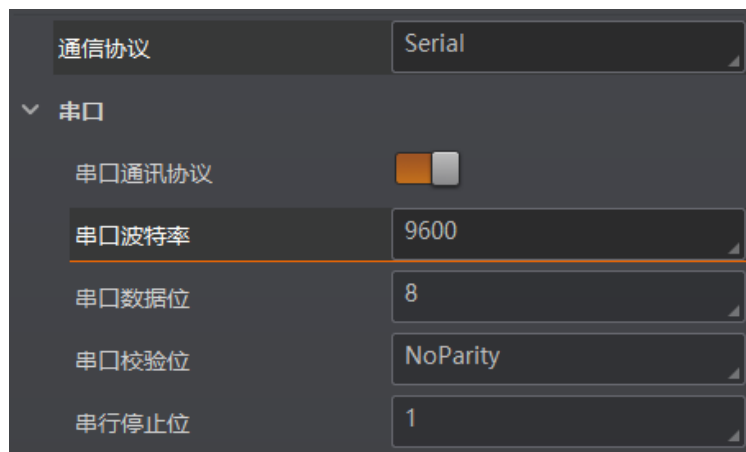 通信协议 Serial
串口
串口通讯协议
串口波特率 9600
串口数据位 8
串口校验位 NoParity
串行停止位 1